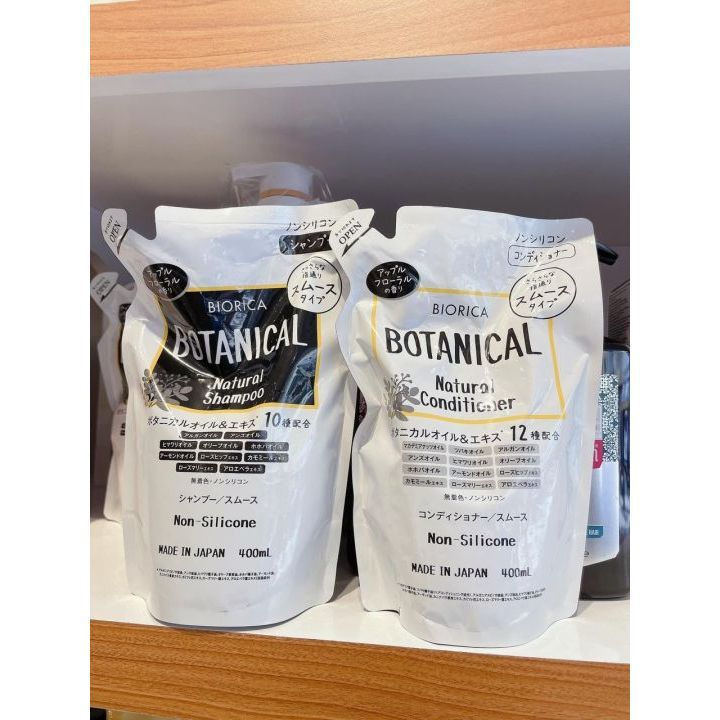 OPEN
ノンシリコン
シャンプー
アップル
フローラル
の香り
スムース
タイプ
BIORICA
BOTANICAL
Natural
Shampoo
ボタニカルオイル&エキス 10種配合
アルガンオイル アンズオイル
ヒマワリオイル オリーブオイル ホホバオイル
アーモンドオイル ローズヒップエキス カモミールエキス
ローズマリーエキス アロエベラエキス
無着色・ノンシリコン
シャンプー/スムース
Non-Silicone
MADE IN JAPAN 400mL
OPEN
ノンシリコン
コンディショナー
アップル
フローラル
の香り
さらさな
指通り
スムース
タイプ
BIORICA
BOTANICAL
Natural
Conditioner
ボタニカルオイル&エキス 12種配合
マカデミアナッツオイル ツバキオイル アルガンオイル
アンズオイル ヒマワリオイル オリーブオイル
ホホバオイル アーモンドオイル ローズヒップエキス
カモミールエキス ローズマリーエキス アロエベラエキス
無着色・ノンシリコン
コンディショナー/スムース
Non-Silicone
MADE IN JAPAN 400mL
HAIR